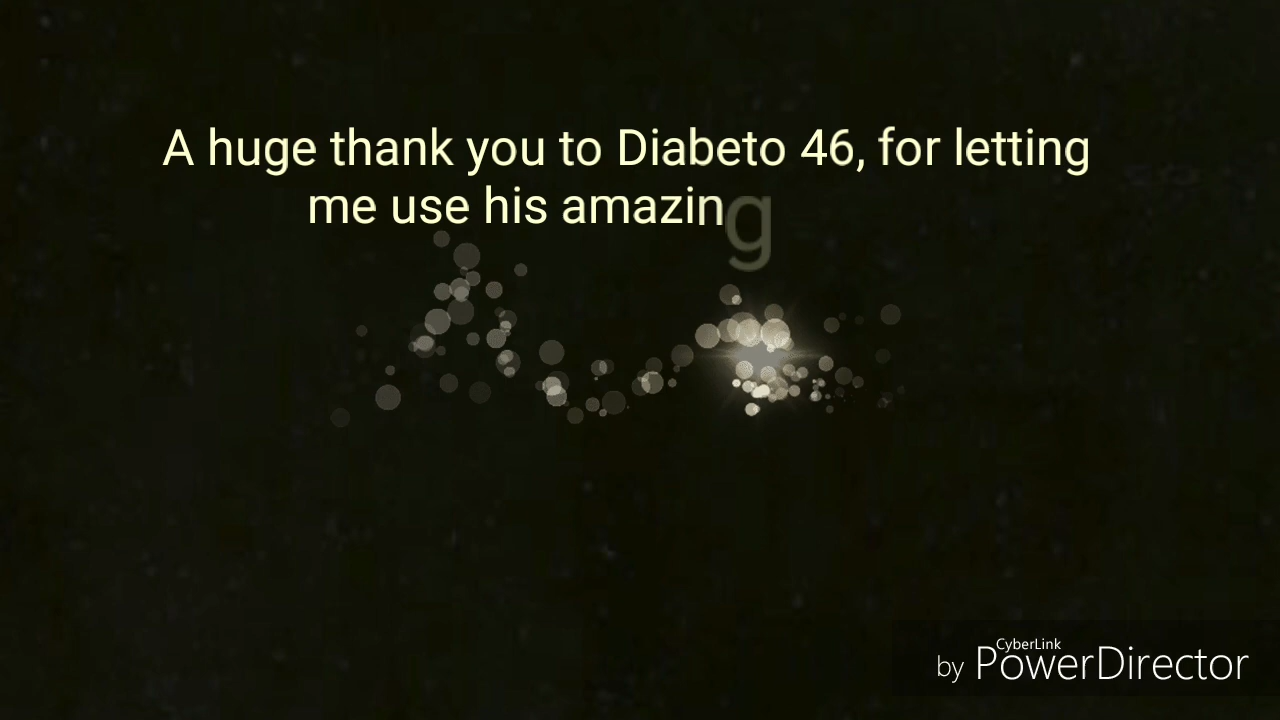 A huge thank you to Diabeto 46, for letting
me use his amazing
by CyberLink PowerDirector